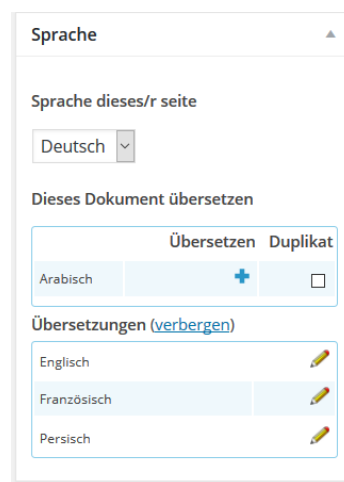 Sprache
Sprache dieses/r seite
Deutsch
Dieses Dokument übersetzen
Übersetzen Duplikat
Arabisch
Übersetzungen (verbergen)
Englisch
Französisch
Persisch